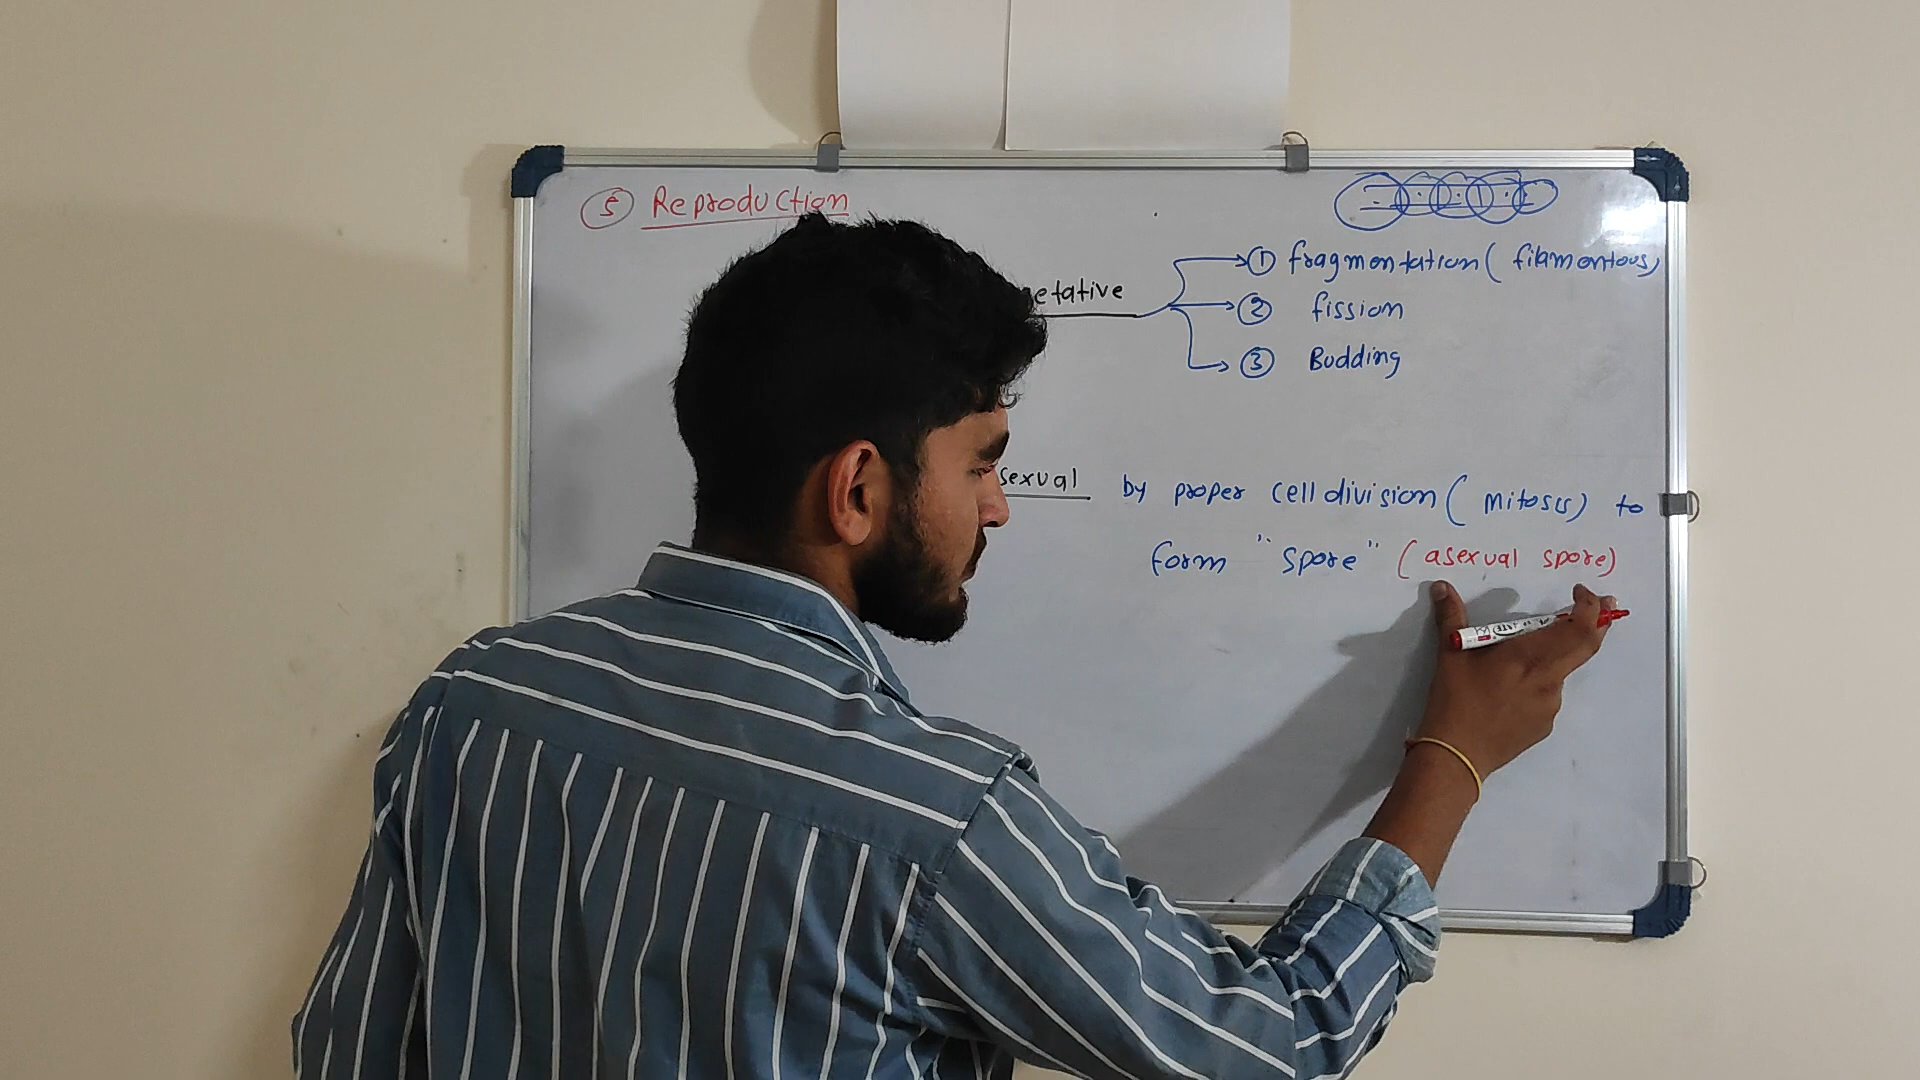 5 Reproduction
1 fragmentation ( filamentous)
etative
2 fission
3 Budding
sexual by proper cell division ( mitosis) to
form "spore" (asexual spore)